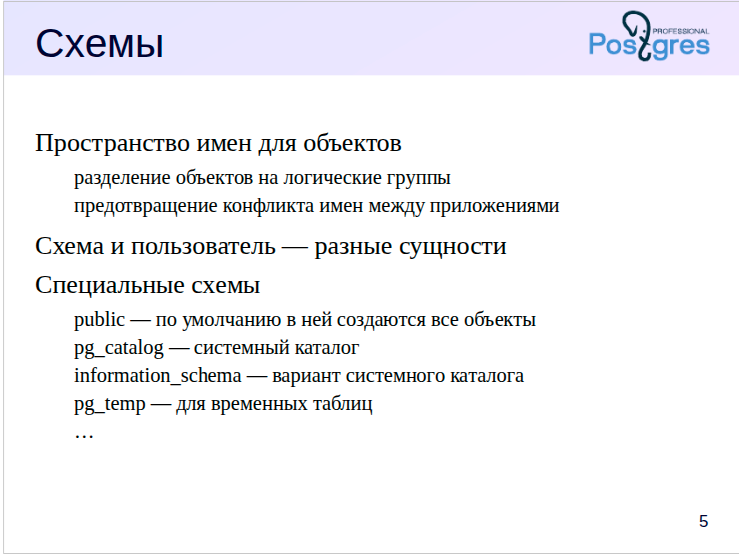 Схемы
PROFESSIONAL
Postgres
Пространство имен для объектов
разделение объектов на логические группы
предотвращение конфликта имен между приложениями
Схема и пользователь — разные сущности
Специальные схемы
public — по умолчанию в ней создаются все объекты
pg_catalog — системный каталог
information_schema — вариант системного каталога
pg_temp — для временных таблиц
…
5